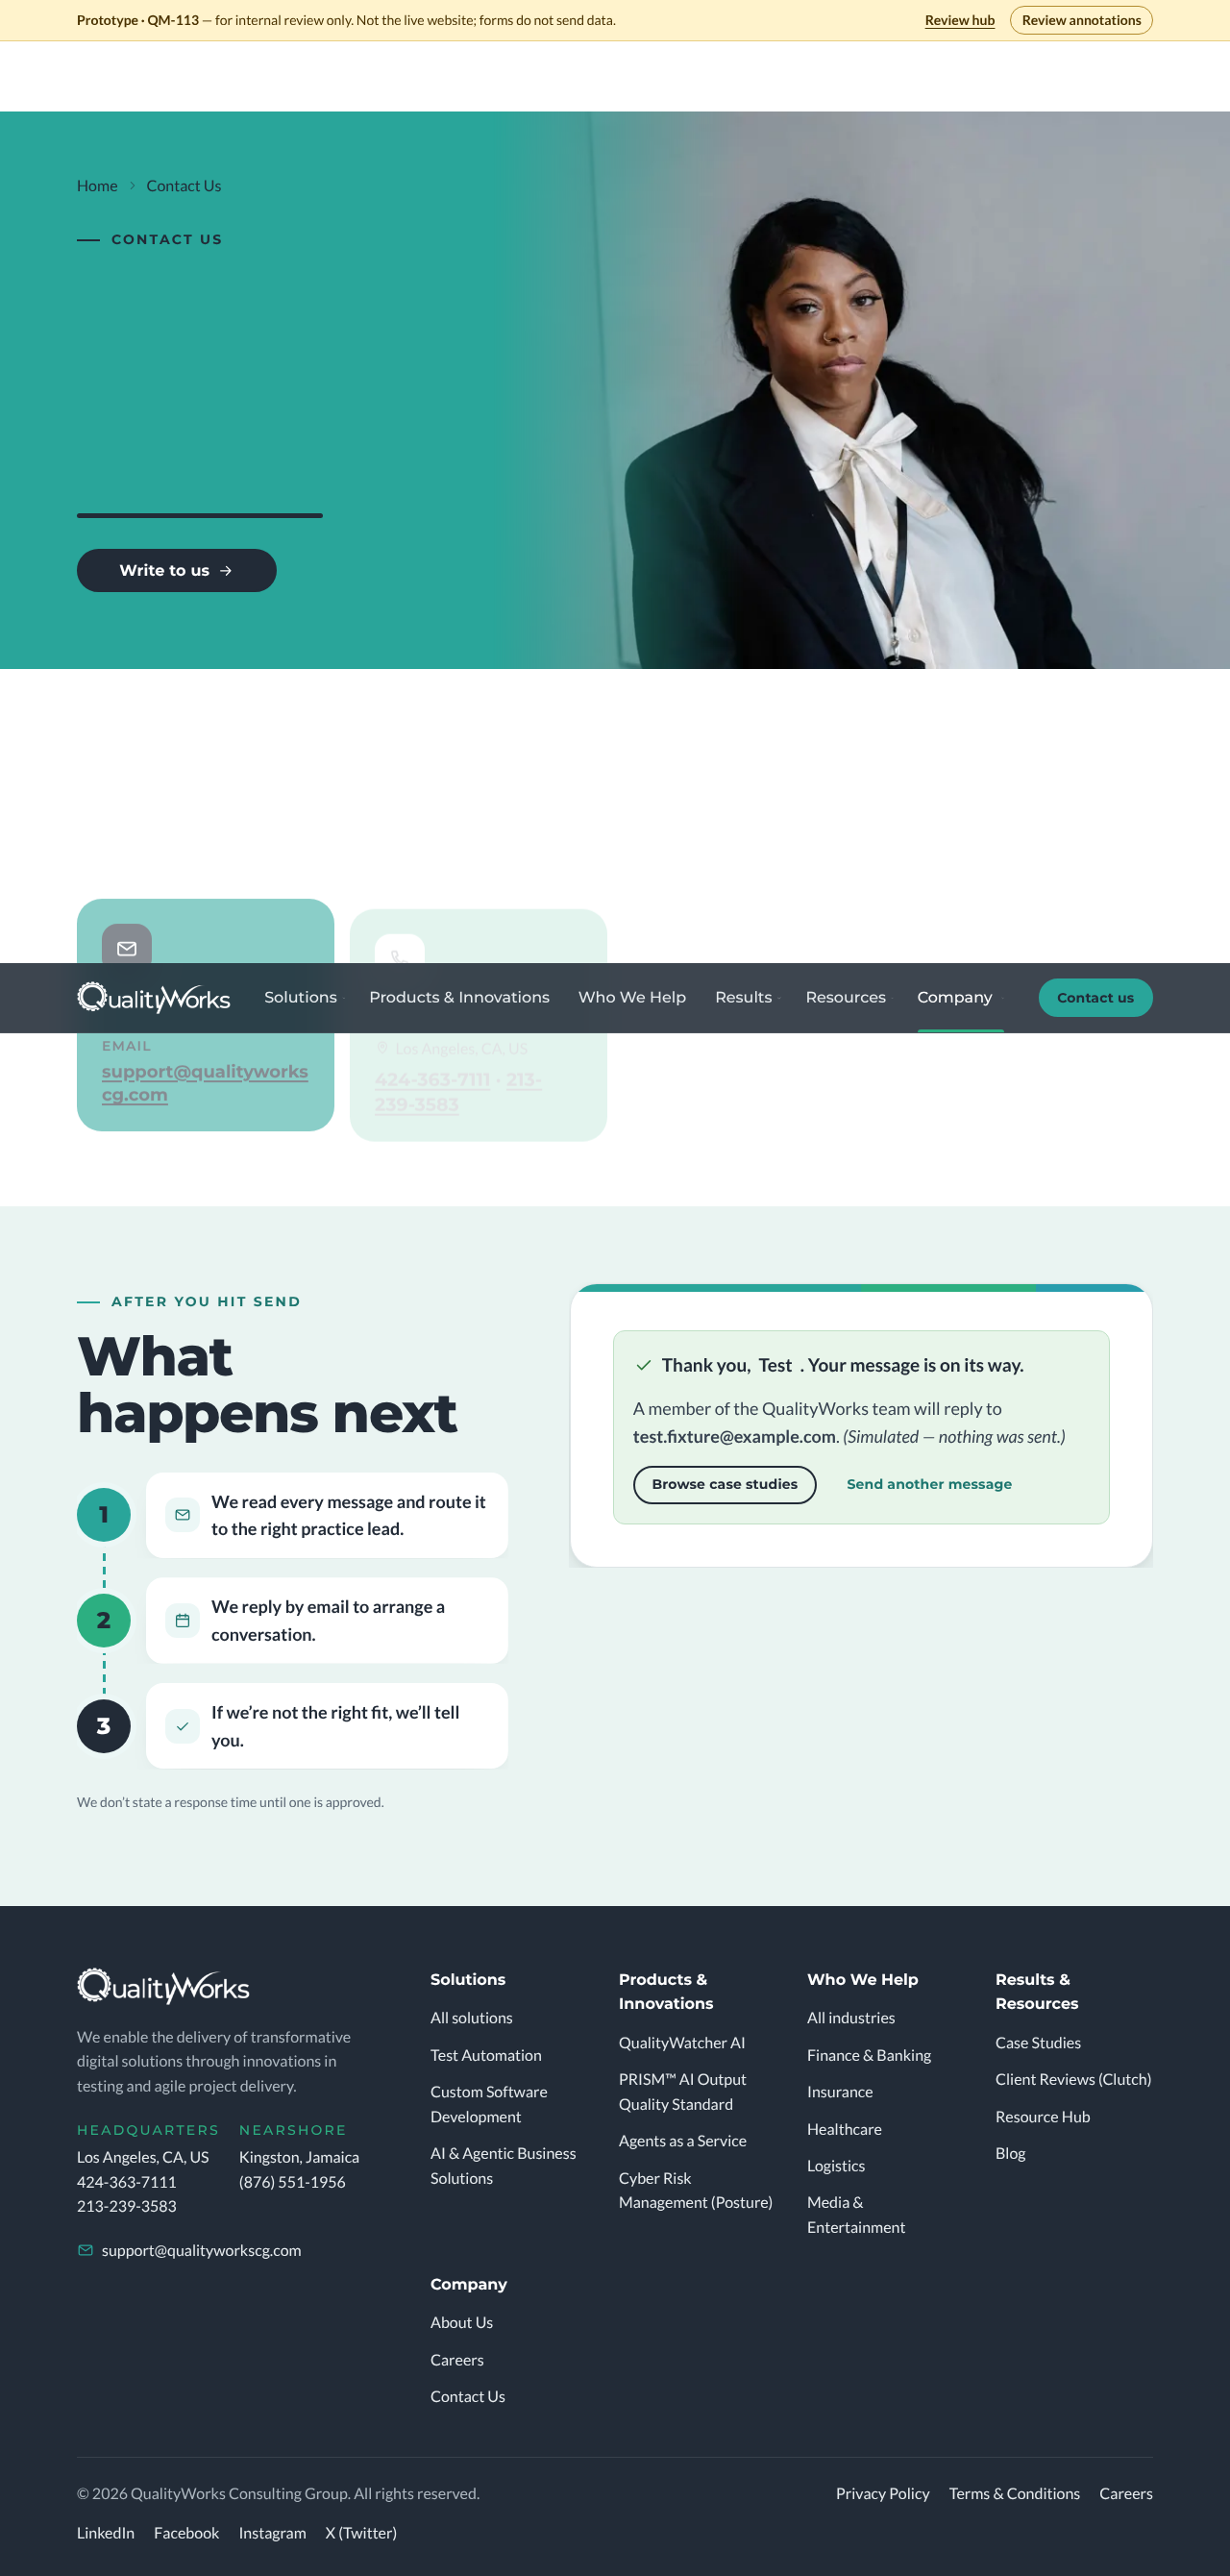 Prototype · QM-113 — for internal review only. Not the live website; forms do not send data.
Review hub
Review annotations
Home > Contact Us
CONTACT US
Write to us →
QualityWorks
Solutions
Products & Innovations
Who We Help
Results
Resources
Company
Contact us
EMAIL
support@qualityworks
cg.com
Los Angeles, CA, US
424-363-7111 · 213-
239-3583
AFTER YOU HIT SEND
What
happens next
1
We read every message and route it
to the right practice lead.
2
We reply by email to arrange a
conversation.
3
If we’re not the right fit, we’ll tell
you.
We don’t state a response time until one is approved.
Thank you, Test . Your message is on its way.
A member of the QualityWorks team will reply to
test.fixture@example.com. (Simulated — nothing was sent.)
Browse case studies
Send another message
QualityWorks
We enable the delivery of transformative
digital solutions through innovations in
testing and agile project delivery.
HEADQUARTERS
Los Angeles, CA, US
424-363-7111
213-239-3583
NEARSHORE
Kingston, Jamaica
(876) 551-1956
support@qualityworkscg.com
Solutions
All solutions
Test Automation
Custom Software
Development
AI & Agentic Business
Solutions
Products &
Innovations
QualityWatcher AI
PRISM™ AI Output
Quality Standard
Agents as a Service
Cyber Risk
Management (Posture)
Who We Help
All industries
Finance & Banking
Insurance
Healthcare
Logistics
Media &
Entertainment
Results &
Resources
Case Studies
Client Reviews (Clutch)
Resource Hub
Blog
Company
About Us
Careers
Contact Us
© 2026 QualityWorks Consulting Group. All rights reserved.
Privacy Policy
Terms & Conditions
Careers
LinkedIn
Facebook
Instagram
X (Twitter)